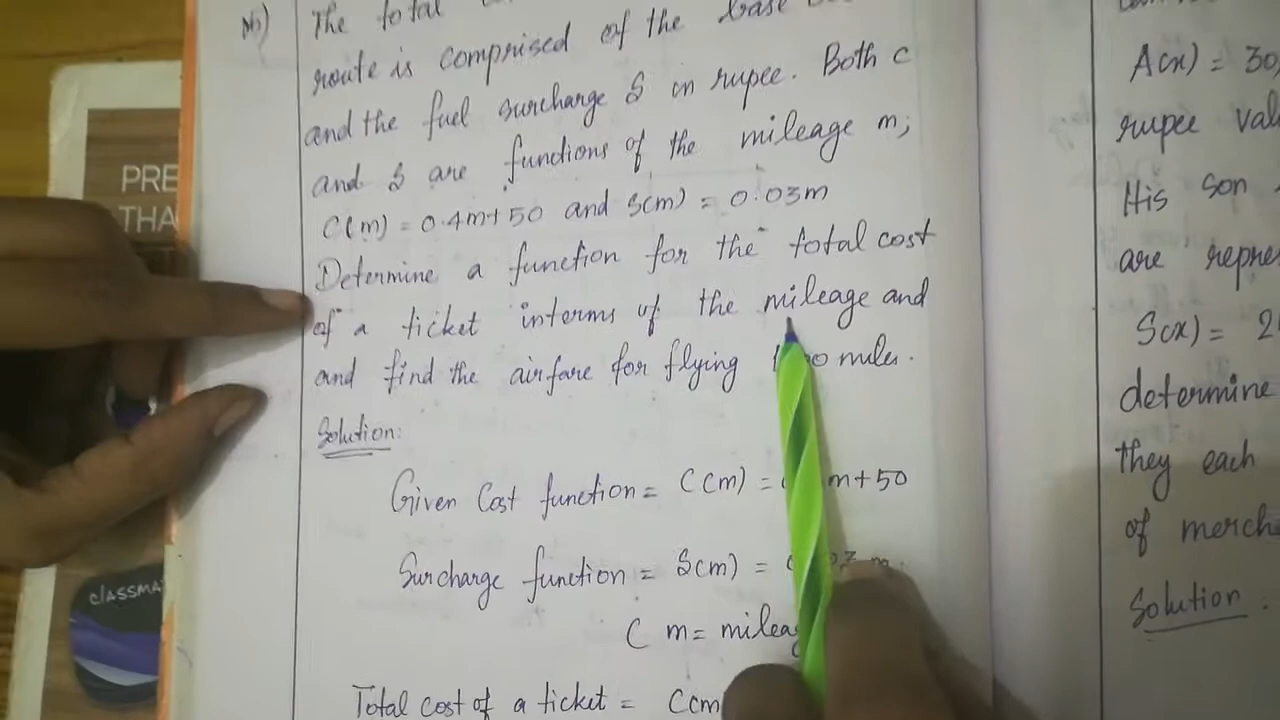 The total
route is comprised of the base
and the fuel surcharge S in rupee. Both C
and S are functions of the mileage m;
C(m) = 0.4m+50 and S(m) = 0.03m
Determine a function for the total cost
of a ticket interms of the mileage and
and find the airfare for flying miles.
Solution:
Given Cost function = C(m) = m+50
Surcharge function = S(m) =
( m = mileag
Total cost of a ticket = C(m
A(x) = 30,
rupee val
His Son
are repre
S(x) = 2
determine
they each
of merch
Solution.
PRE
THA
classma